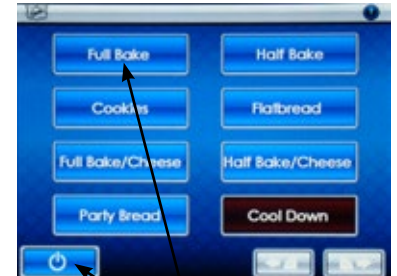 Full Bake
Half Bake
Cookies
Flatbread
Full Bake/Cheese
Half Bake/Cheese
Party Bread
Cool Down